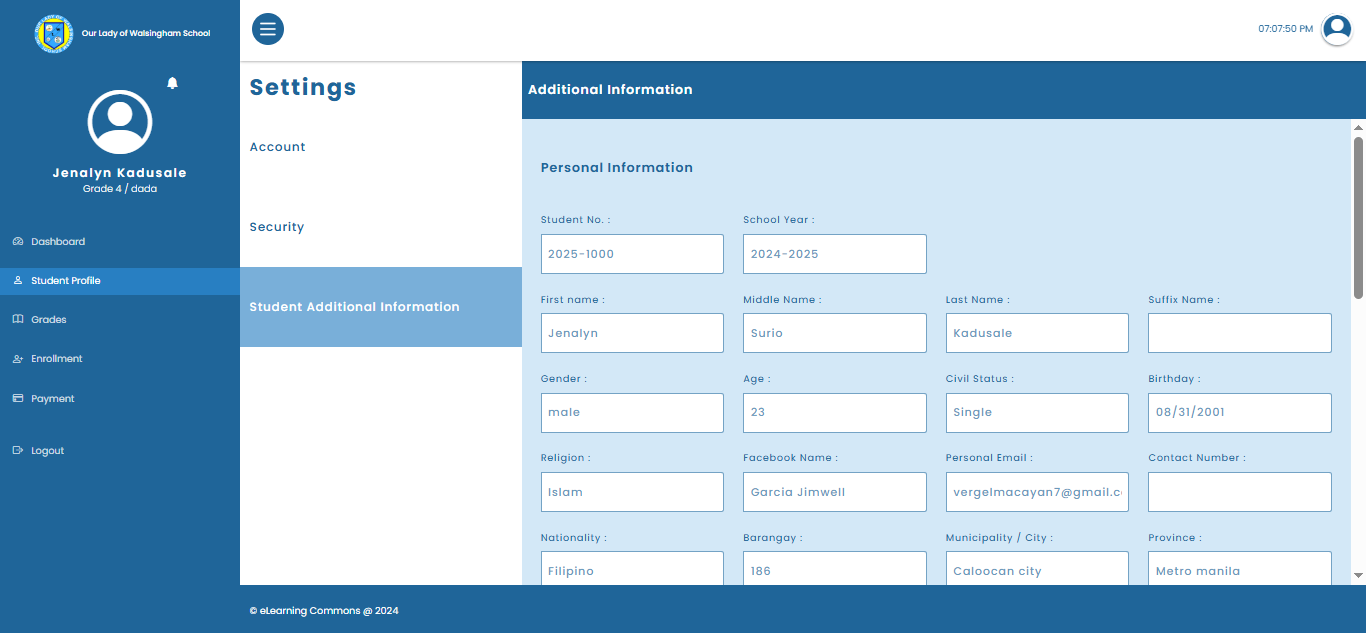 Our Lady of Walsingham School
07:07:50 PM
Jenalyn Kadusale
Grade 4 / dada
Dashboard
Student Profile
Grades
Enrollment
Payment
Logout
Settings
Account
Security
Student Additional Information
Additional Information
Personal Information
Student No. : School Year :
2025-1000 2024-2025
First name : Middle Name : Last Name : Suffix Name :
Jenalyn Surio Kadusale
Gender : Age : Civil Status : Birthday :
male 23 Single 08/31/2001
Religion : Facebook Name : Personal Email : Contact Number :
Islam Garcia Jimwell vergelmacayan7@gmail.c
Nationality : Barangay : Municipality / City : Province :
Filipino 186 Caloocan city Metro manila
© eLearning Commons @ 2024